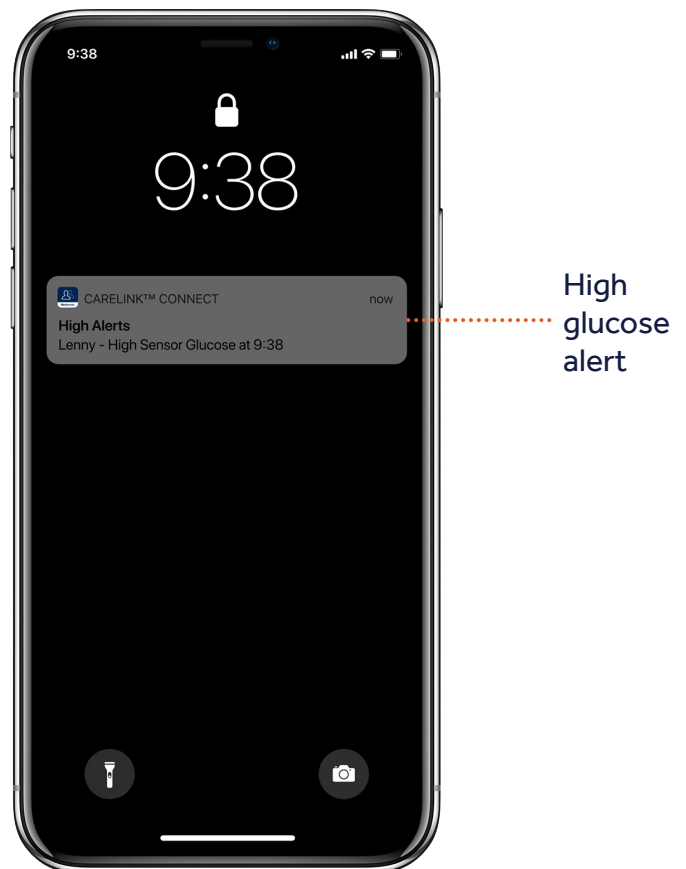 9:38
9:38
CARELINK™ CONNECT
now
High Alerts
Lenny - High Sensor Glucose at 9:38
High
glucose
alert